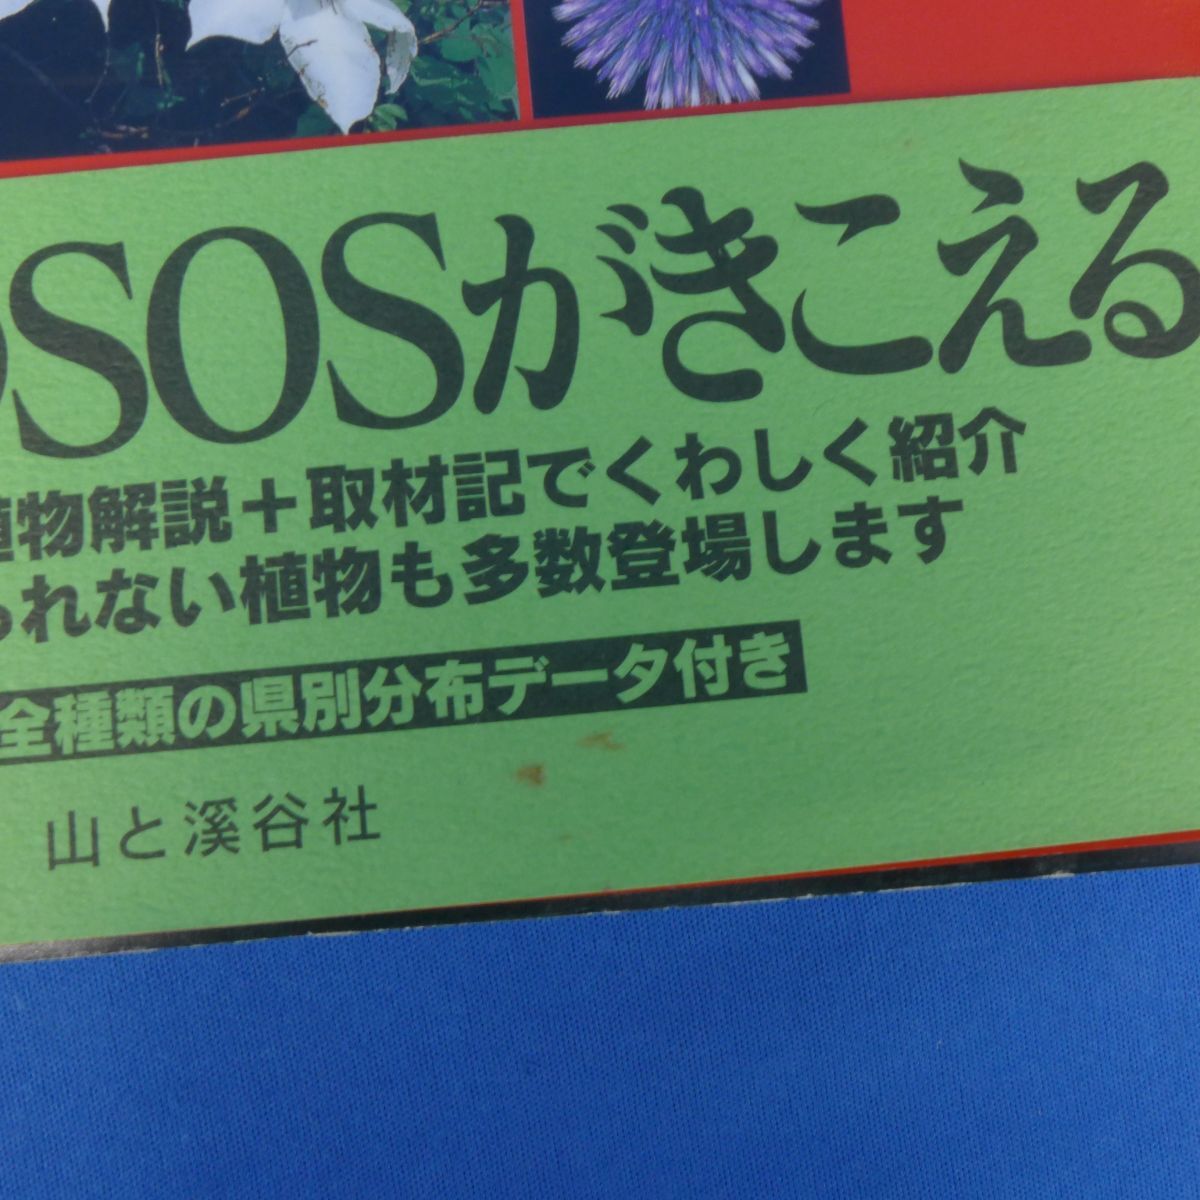 SOSがきこえる
植物解説+取材記でくわしく紹介
られない植物も多数登場します
全種類の県別分布データ付き
山と溪谷社